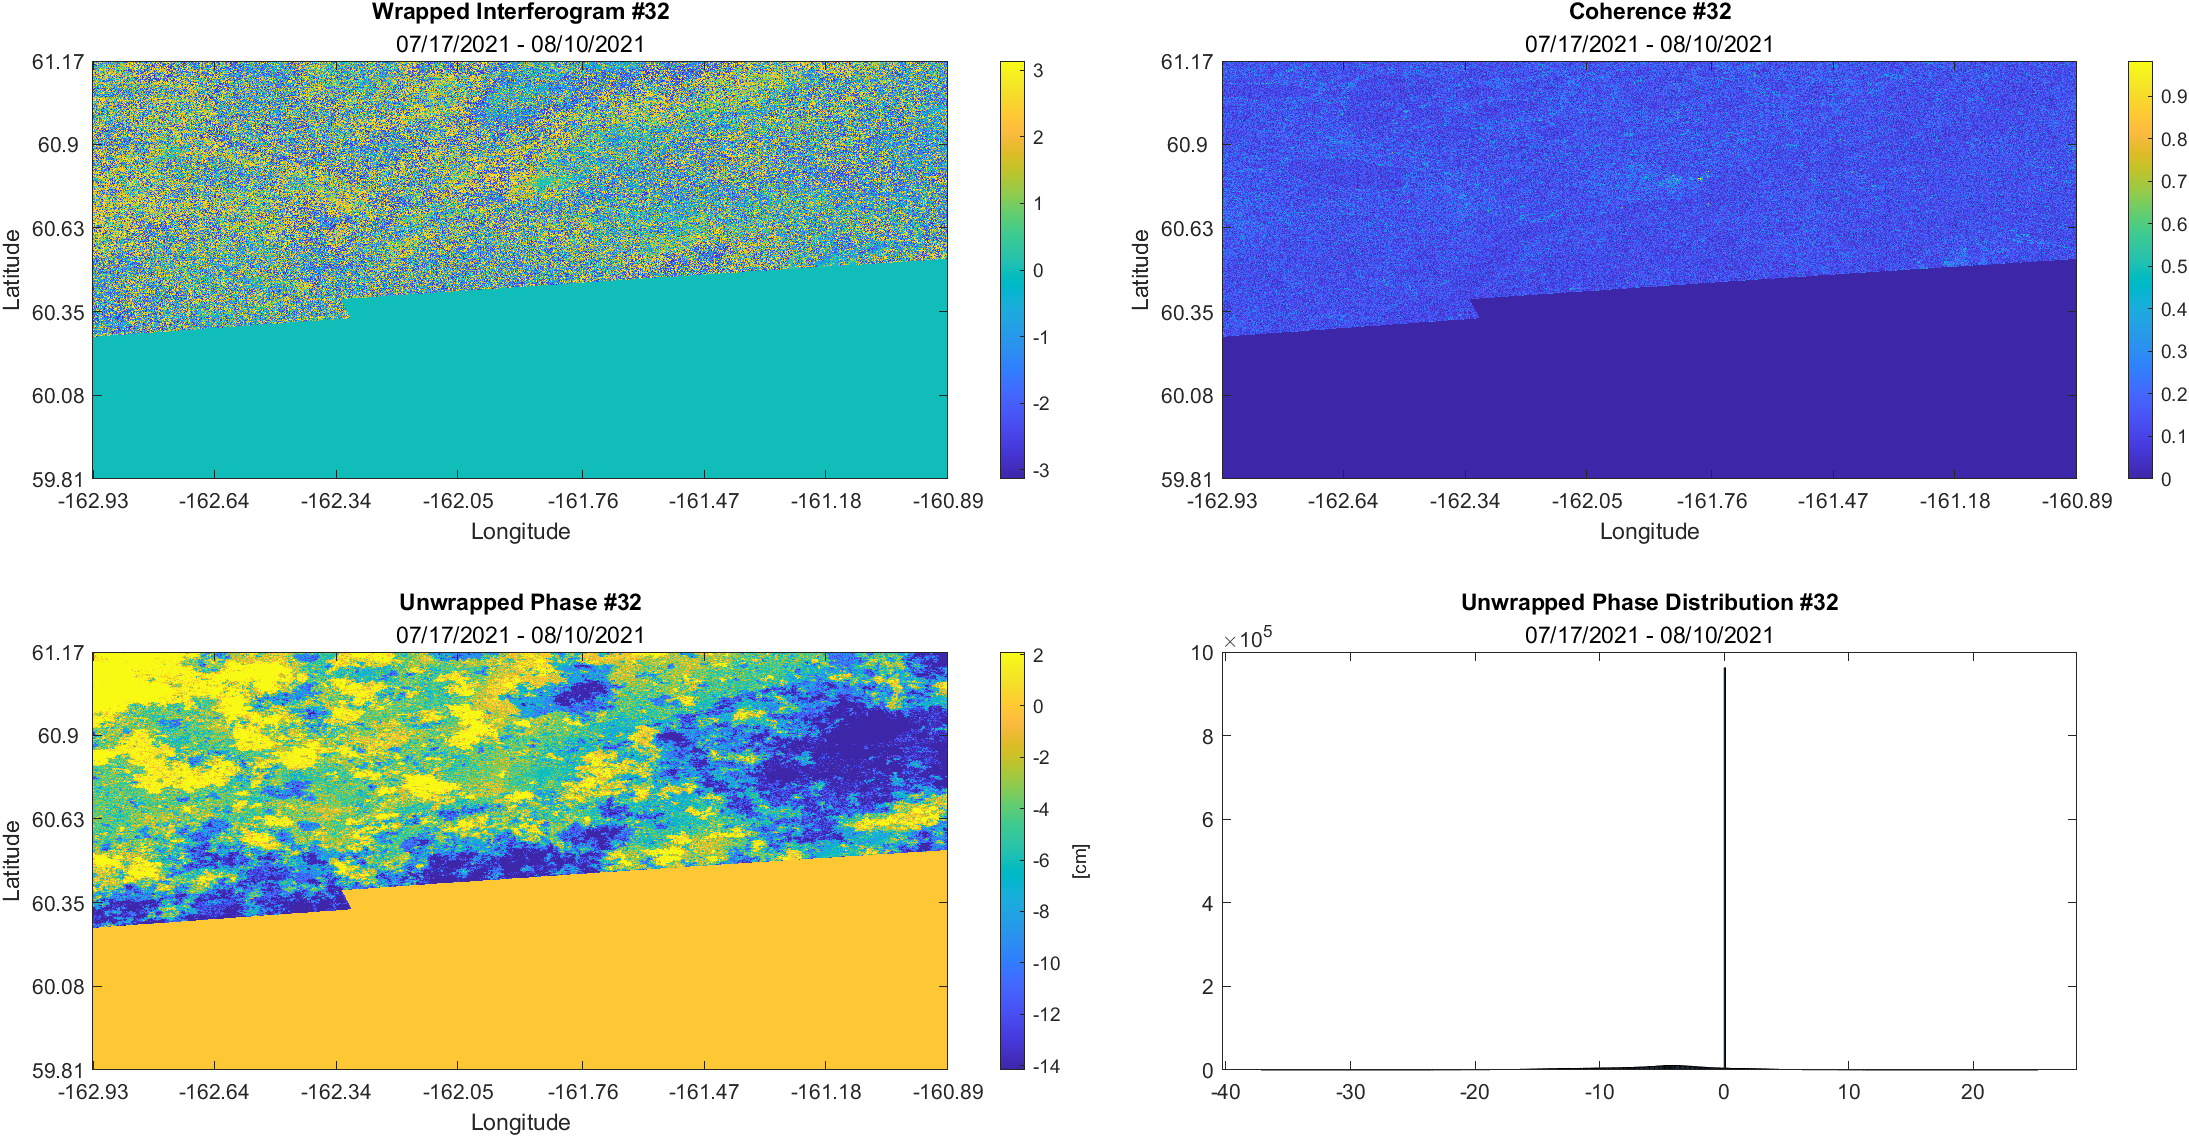 Wrapped Interferogram #32
07/17/2021 - 08/10/2021
61.17
60.9
60.63
60.35
60.08
59.81
Latitude
-162.93 -162.64 -162.34 -162.05 -161.76 -161.47 -161.18 -160.89
Longitude
3
2
1
0
-1
-2
-3
Coherence #32
07/17/2021 - 08/10/2021
61.17
60.9
60.63
60.35
60.08
59.81
Latitude
-162.93 -162.64 -162.34 -162.05 -161.76 -161.47 -161.18 -160.89
Longitude
0.9
0.8
0.7
0.6
0.5
0.4
0.3
0.2
0.1
0
Unwrapped Phase #32
07/17/2021 - 08/10/2021
61.17
60.9
60.63
60.35
60.08
59.81
Latitude
-162.93 -162.64 -162.34 -162.05 -161.76 -161.47 -161.18 -160.89
Longitude
2
0
-2
-4
-6
-8
-10
-12
-14
[cm]
Unwrapped Phase Distribution #32
07/17/2021 - 08/10/2021
×10⁵
10
8
6
4
2
0
-40 -30 -20 -10 0 10 20